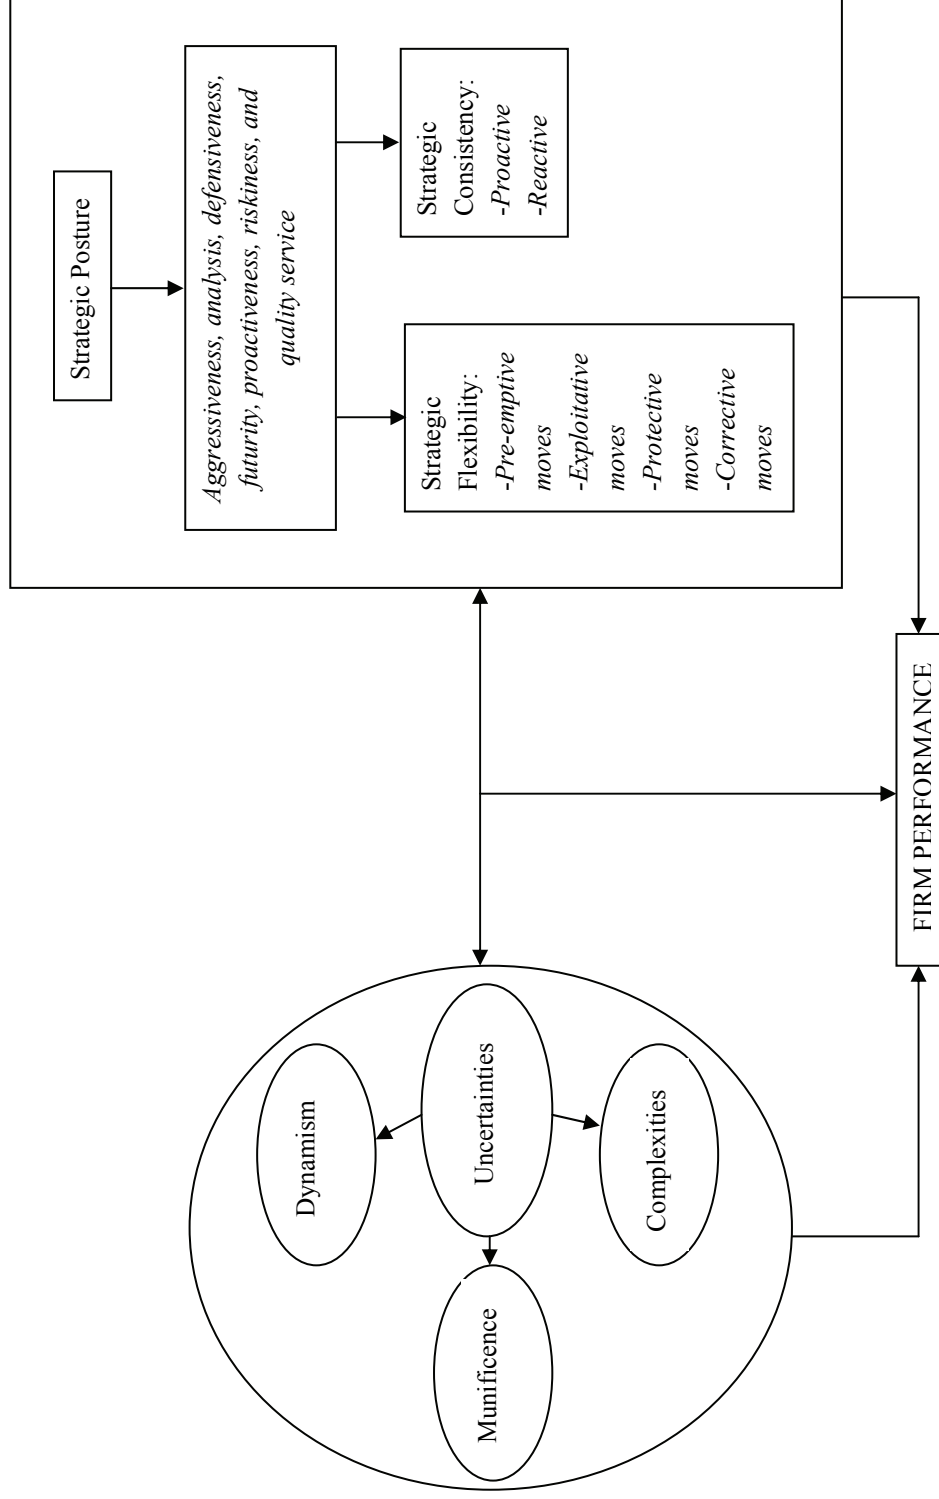 Strategic Posture
Aggressiveness, analysis, defensiveness,
futurity, proactiveness, riskiness, and
quality service
Strategic
Flexibility:
-Pre-emptive
moves
-Exploitative
moves
-Protective
moves
-Corrective
moves
Strategic
Consistency:
-Proactive
-Reactive
Dynamism
Uncertainties
Munificence
Complexities
FIRM PERFORMANCE